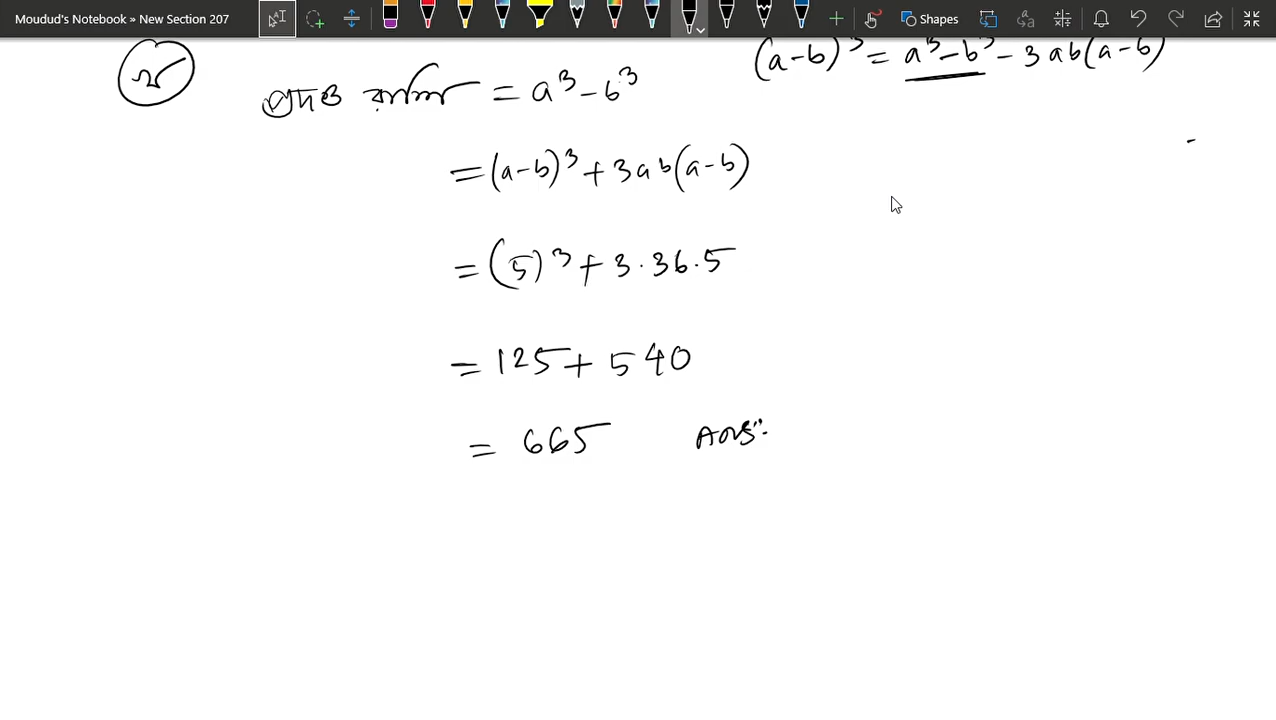 Moudud's Notebook » New Section 207
Shapes
(a-b)³ = a³-b³ - 3ab(a-b)
প্রদত্ত রাশি = a³-b³
= (a-b)³ + 3ab(a-b)
= (5)³ + 3.36.5
= 125 + 540
= 665 Ans: